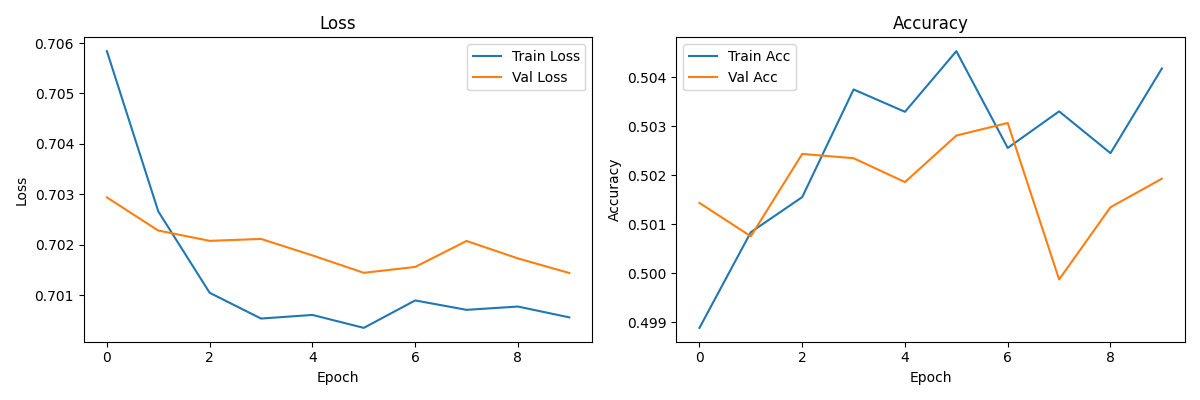 Loss
0.706
0.705
0.704
0.703
0.702
0.701
Loss
Train Loss
Val Loss
0 2 4 6 8
Epoch
Accuracy
0.504
0.503
0.502
0.501
0.500
0.499
Accuracy
Train Acc
Val Acc
0 2 4 6 8
Epoch